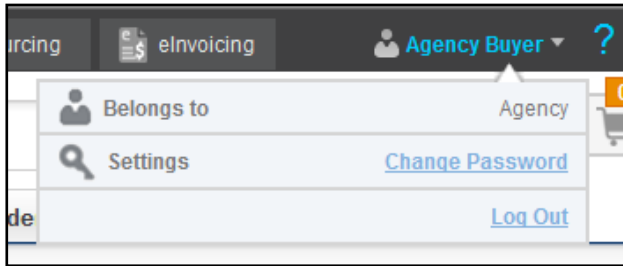 urcing eInvoicing Agency Buyer ?
Belongs to Agency
Settings Change Password
Log Out
de